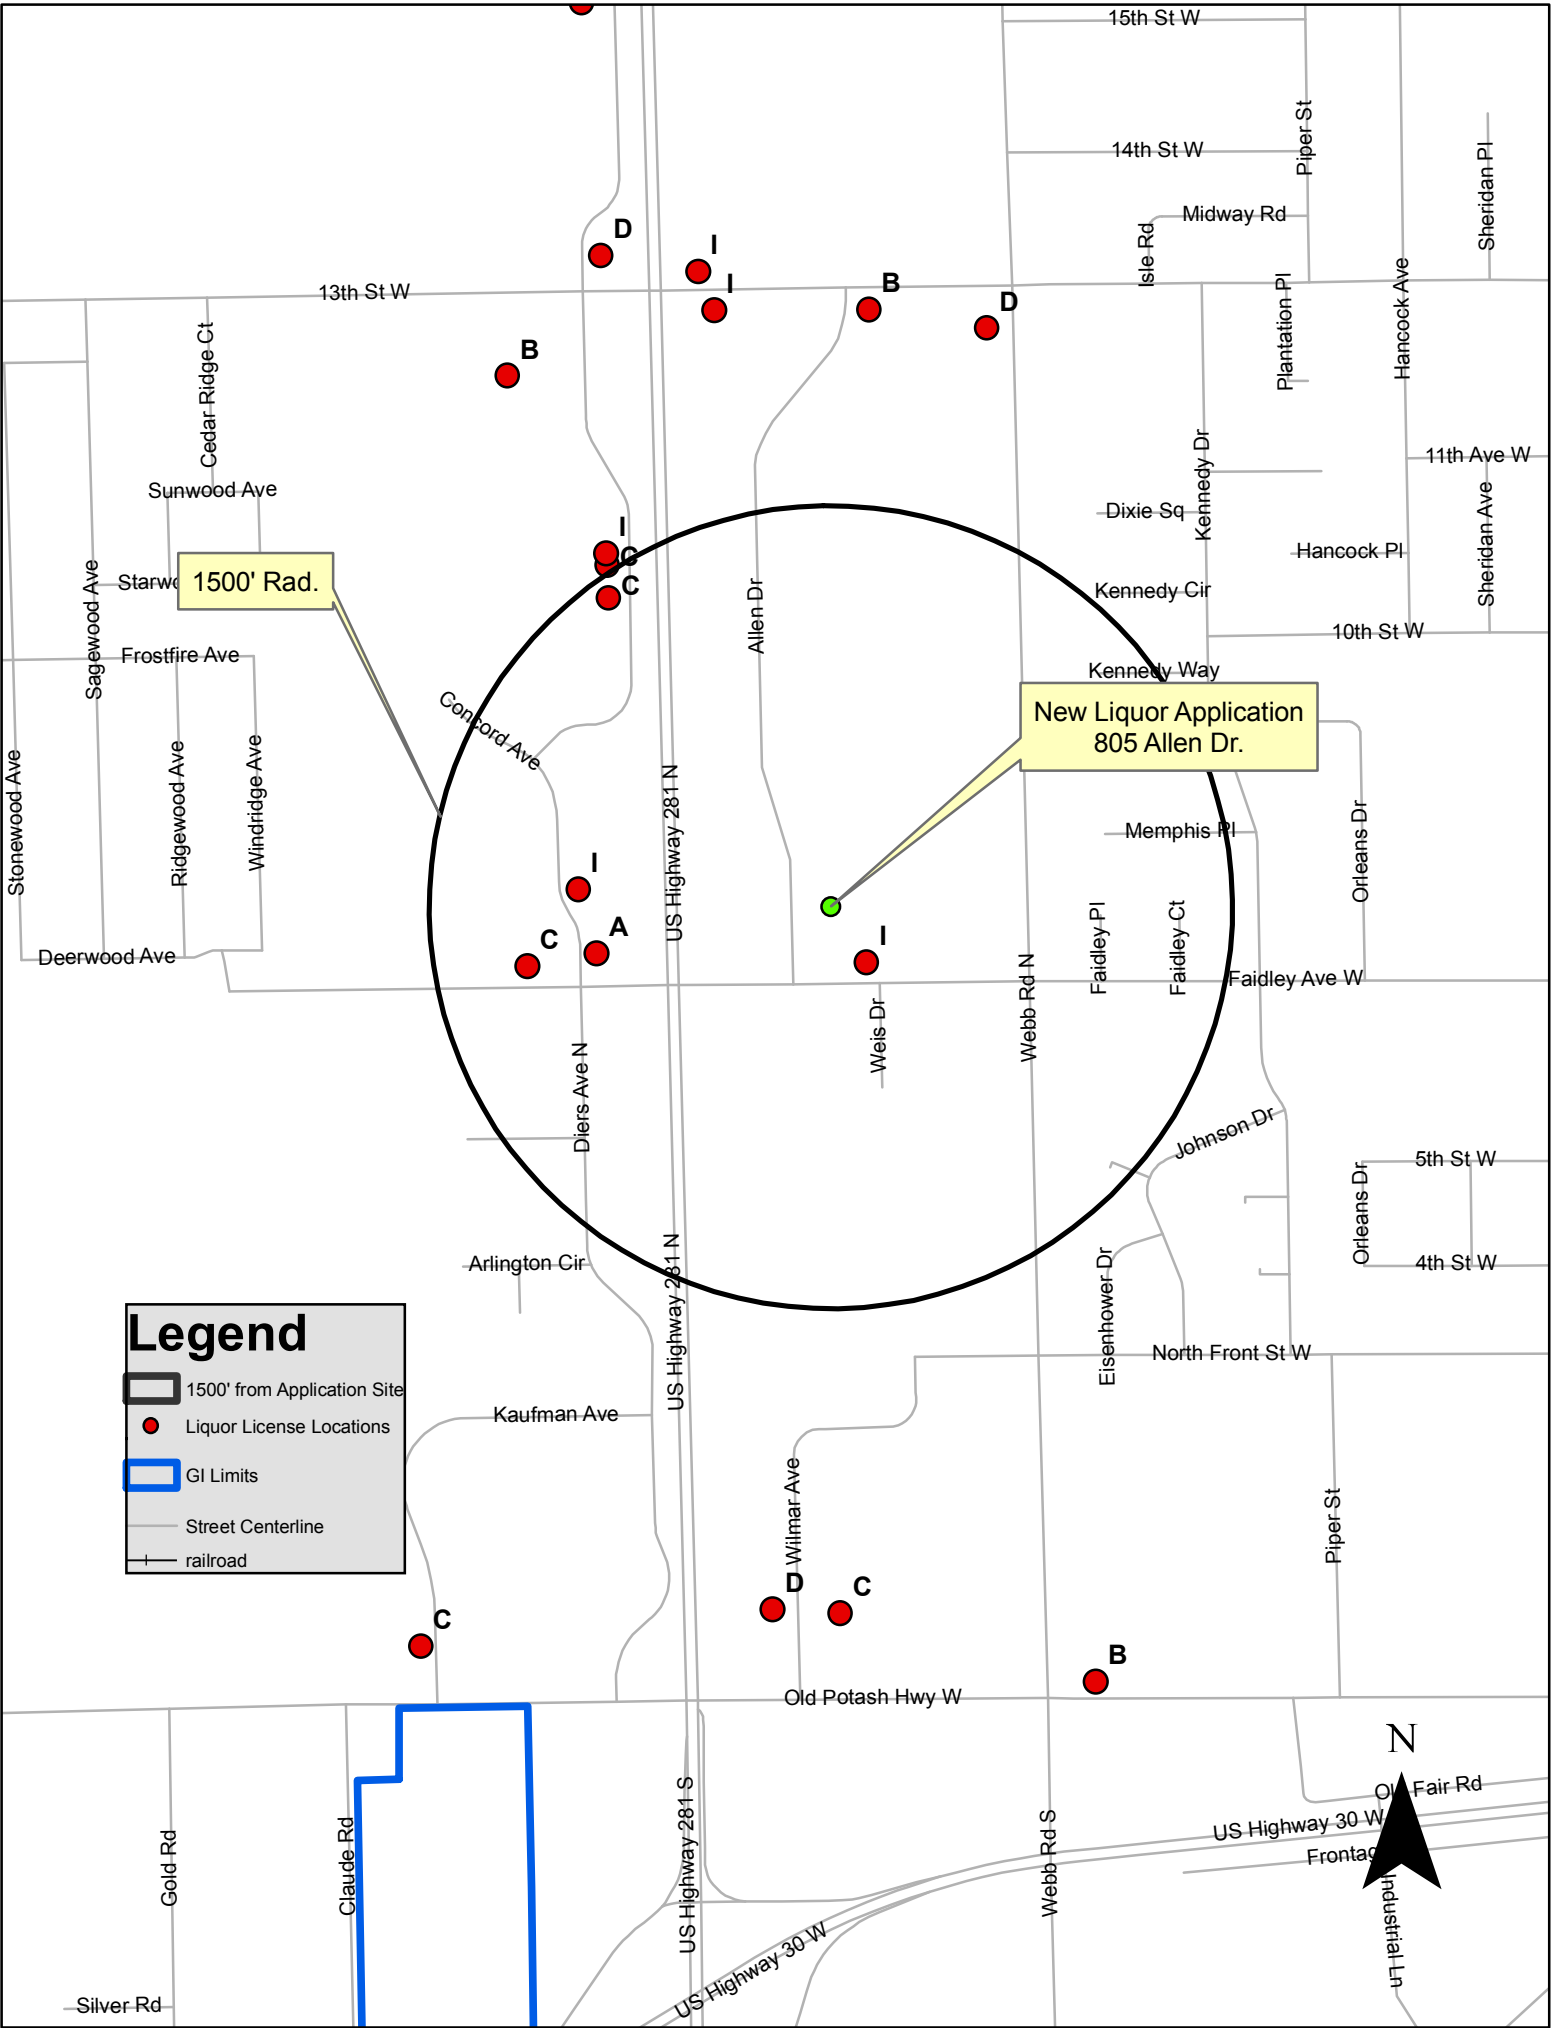 15th St W
14th St W
Piper St
Sheridan Pl
Midway Rd
Isle Rd
D
I
13th St W
I
B
D
Plantation Pl
Hancock Ave
Cedar Ridge Ct
B
Kennedy Dr
11th Ave W
Sunwood Ave
Dixie Sq
Sheridan Ave
I
C
C
Hancock Pl
1500' Rad.
Kennedy Cir
Sagewood Ave
Allen Dr
10th St W
Frostfire Ave
Kennedy Way
Concord Ave
New Liquor Application
805 Allen Dr.
Stonewood Ave
Ridgewood Ave
Windridge Ave
US Highway 281 N
Memphis Pl
Orleans Dr
I
A
C
I
Deerwood Ave
Faidley Pl
Faidley Ct
Faidley Ave W
Webb Rd N
Weis Dr
Diers Ave N
Johnson Dr
5th St W
Orleans Dr
4th St W
Arlington Cir
US Highway 281 N
Eisenhower Dr
North Front St W
Legend
1500' from Application Site
Liquor License Locations
GI Limits
Street Centerline
railroad
Kaufman Ave
Wilmar Ave
Piper St
D
C
C
B
Old Potash Hwy W
N
Gold Rd
Claude Rd
US Highway 281 S
Webb Rd S
Fair Rd
US Highway 30 W
US Highway 30 W
Industrial Ln
Silver Rd